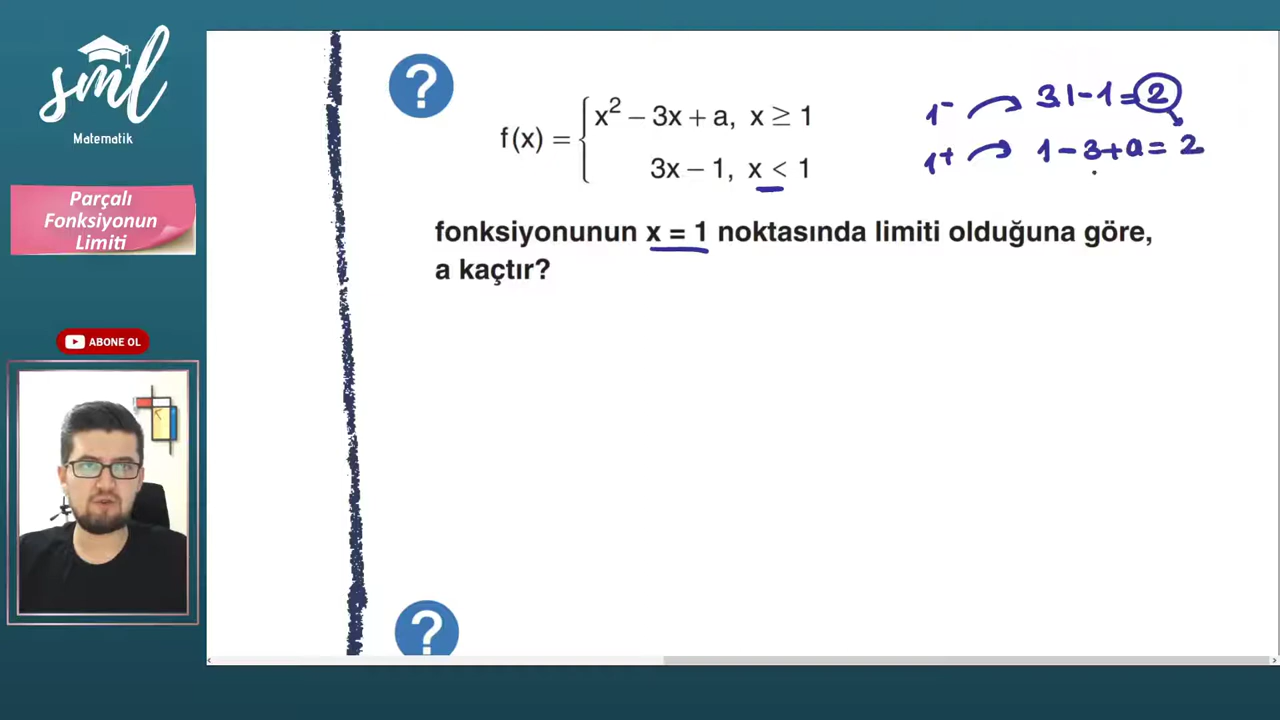 sml
Matematik
Parçalı
Fonksiyonun
Limiti
ABONE OL
?
f(x) = { x² − 3x + a, x ≥ 1
3x − 1, x < 1
1⁻ → 3.1 − 1 = 2
1⁺ → 1 − 3 + a = 2
fonksiyonunun x = 1 noktasında limiti olduğuna göre,
a kaçtır?
?